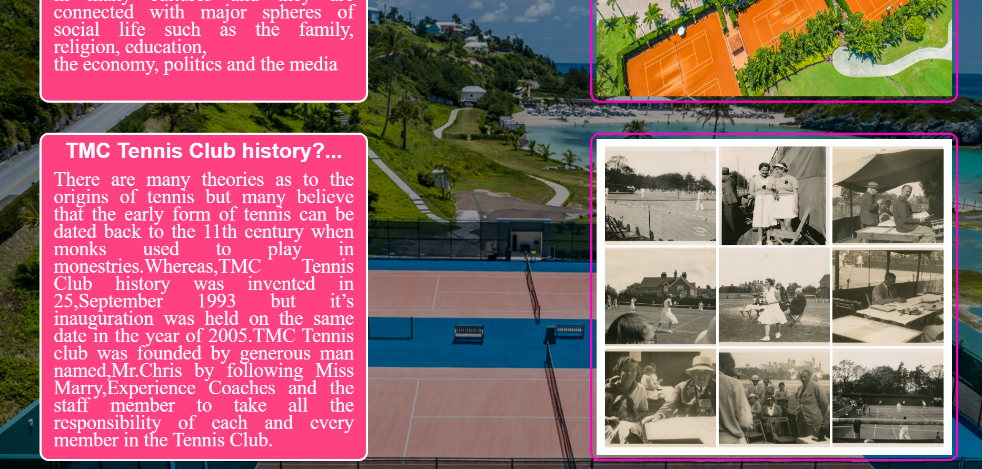 connected with major spheres of
social life such as the family,
religion, education,
the economy, politics and the media
TMC Tennis Club history?...
There are many theories as to the
origins of tennis but many believe
that the early form of tennis can be
dated back to the 11th century when
monks used to play in
monestries.Whereas,TMC Tennis
Club history was invented in
25,September 1993 but it's
inauguration was held on the same
date in the year of 2005.TMC Tennis
club was founded by generous man
named,Mr.Chris by following Miss
Marry,Experience Coaches and the
staff member to take all the
responsibility of each and every
member in the Tennis Club.